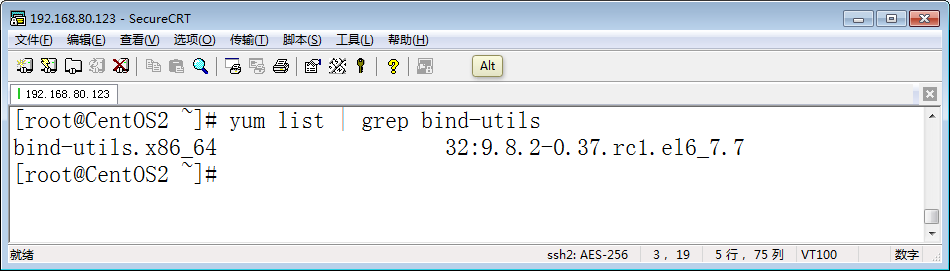 192.168.80.123 - SecureCRT
文件(F) 编辑(E) 查看(V) 选项(O) 传输(T) 脚本(S) 工具(L) 帮助(H)
Alt
192.168.80.123
[root@CentOS2 ~]# yum list | grep bind-utils
bind-utils.x86_64 32:9.8.2-0.37.rc1.el6_7.7
[root@CentOS2 ~]#
就绪 ssh2: AES-256 3, 19 5 行, 75 列 VT100 数字